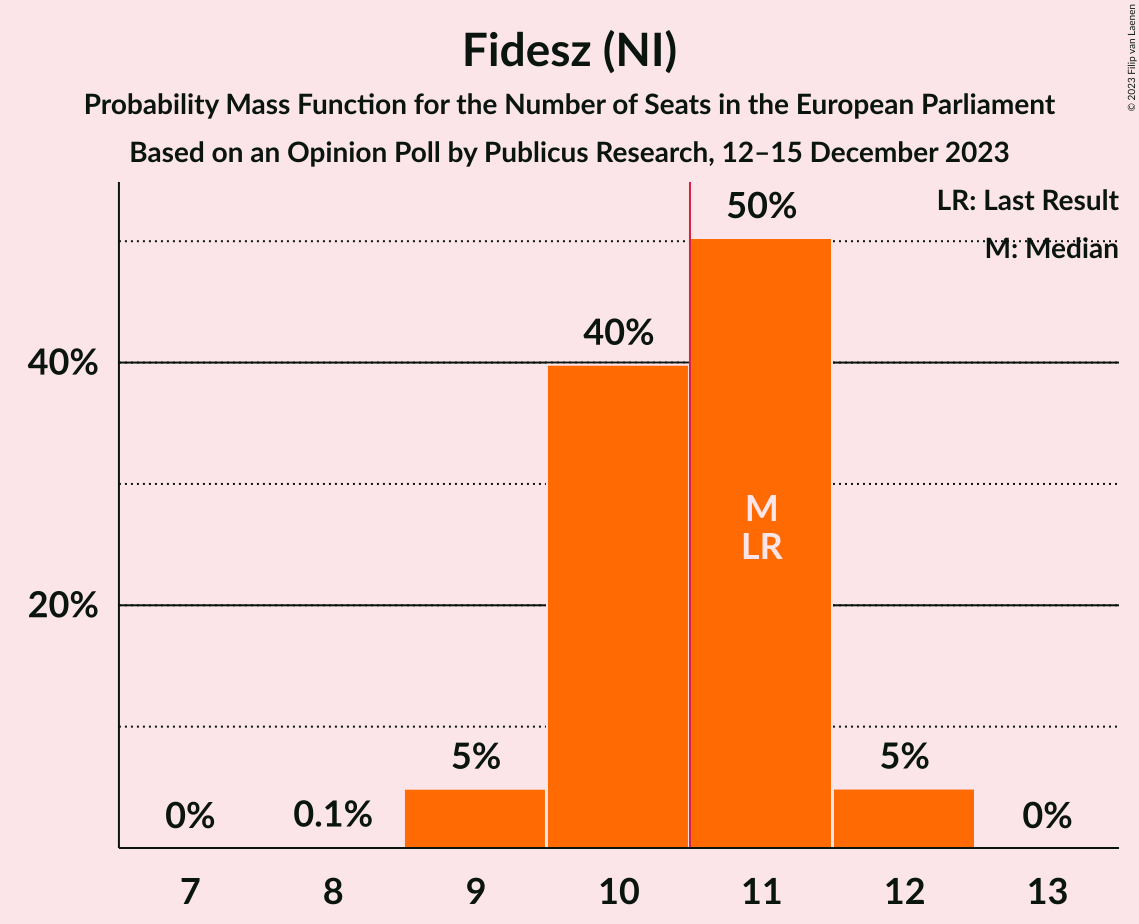 Fidesz (NI)
Probability Mass Function for the Number of Seats in the European Parliament
Based on an Opinion Poll by Publicus Research, 12–15 December 2023
© 2023 Filip van Laenen
LR: Last Result
M: Median
50%
40%
40%
M
LR
20%
5%
5%
0%
0.1%
0%
7
8
9
10
11
12
13